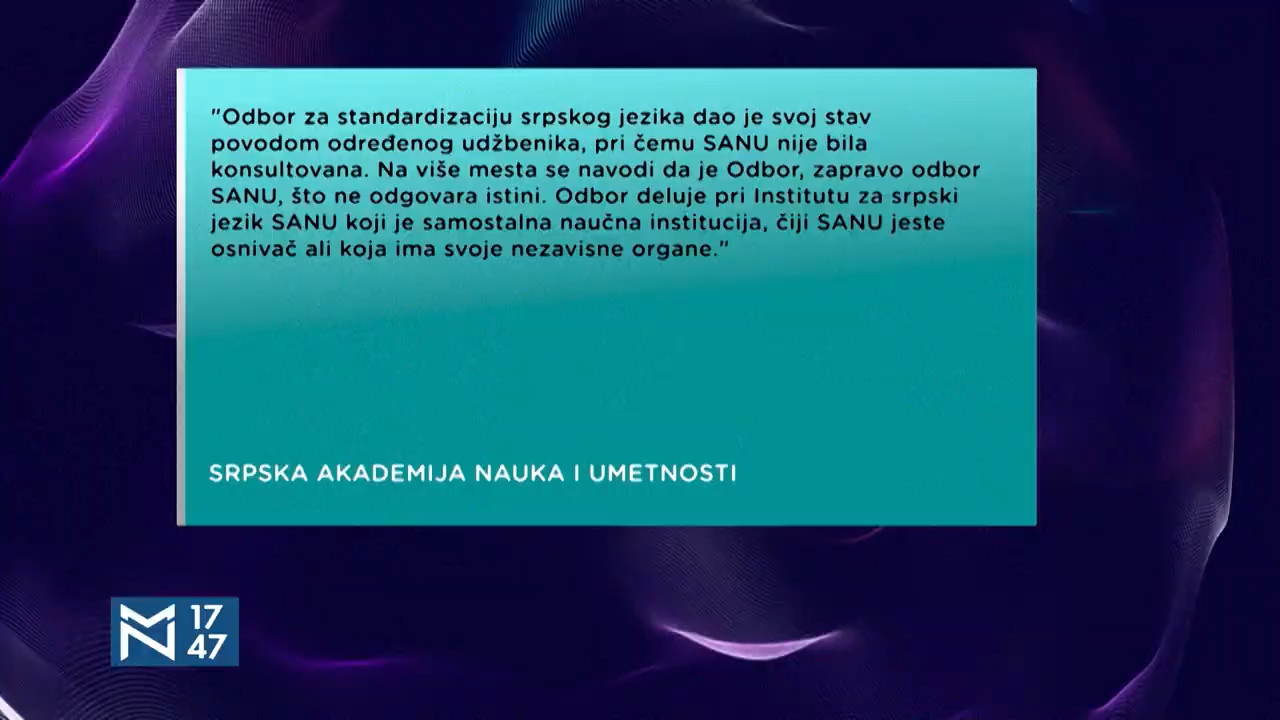 "Odbor za standardizaciju srpskog jezika dao je svoj stav
povodom određenog udžbenika, pri čemu SANU nije bila
konsultovana. Na više mesta se navodi da je Odbor, zapravo odbor
SANU, što ne odgovara istini. Odbor deluje pri Institutu za srpski
jezik SANU koji je samostalna naučna institucija, čiji SANU jeste
osnivač ali koja ima svoje nezavisne organe."
SRPSKA AKADEMIJA NAUKA I UMETNOSTI
17
47